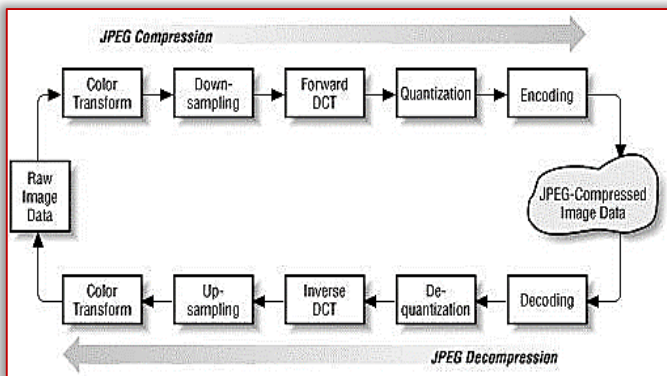 JPEG Compression
Color
Transform
Down-
sampling
Forward
DCT
Quantization
Encoding
Raw
Image
Data
JPEG-Compressed
Image Data
Color
Transform
Up-
sampling
Inverse
DCT
De-
quantization
Decoding
JPEG Decompression